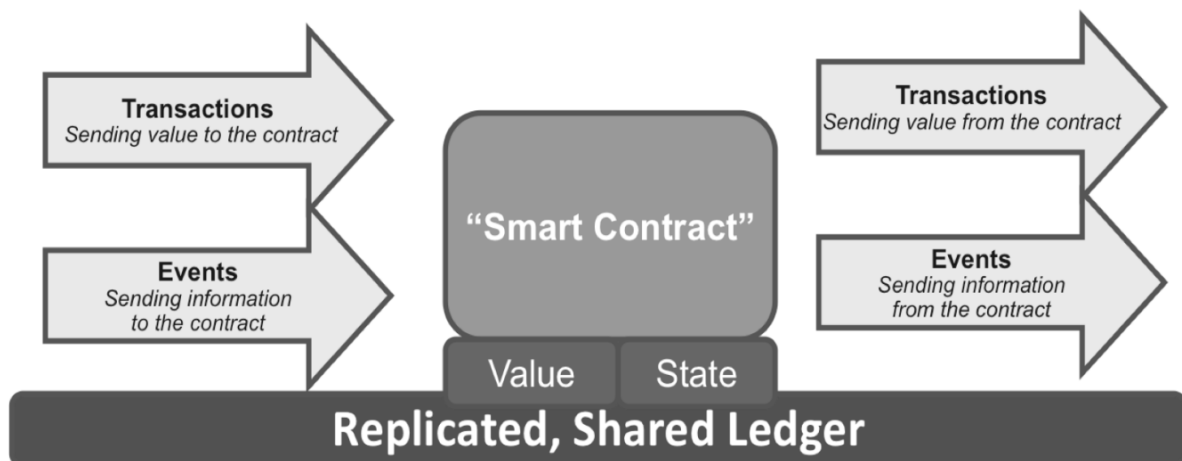 Transactions
Sending value to the contract
Events
Sending information
to the contract
“Smart Contract”
Value
State
Transactions
Sending value from the contract
Events
Sending information
from the contract
Replicated, Shared Ledger